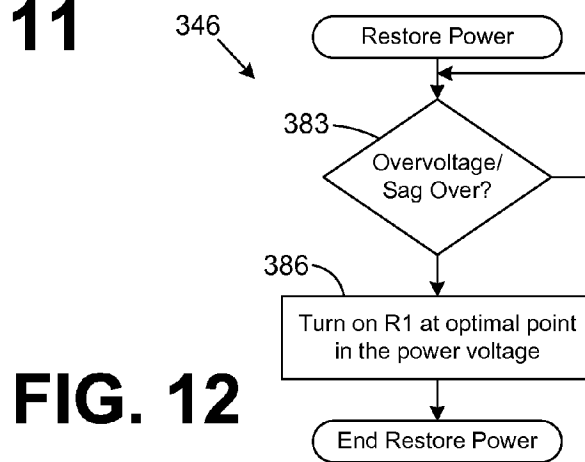 11
346
Restore Power
383
Overvoltage/
Sag Over?
386
Turn on R1 at optimal point
in the power voltage
FIG. 12
End Restore Power